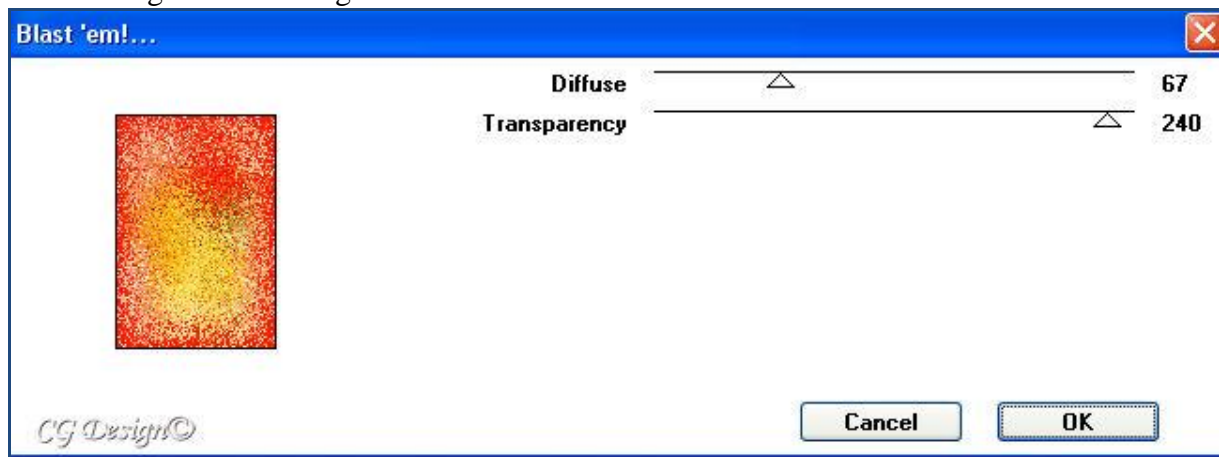 Blast 'em!...
Diffuse 67
Transparency 240
CG Design©
Cancel OK